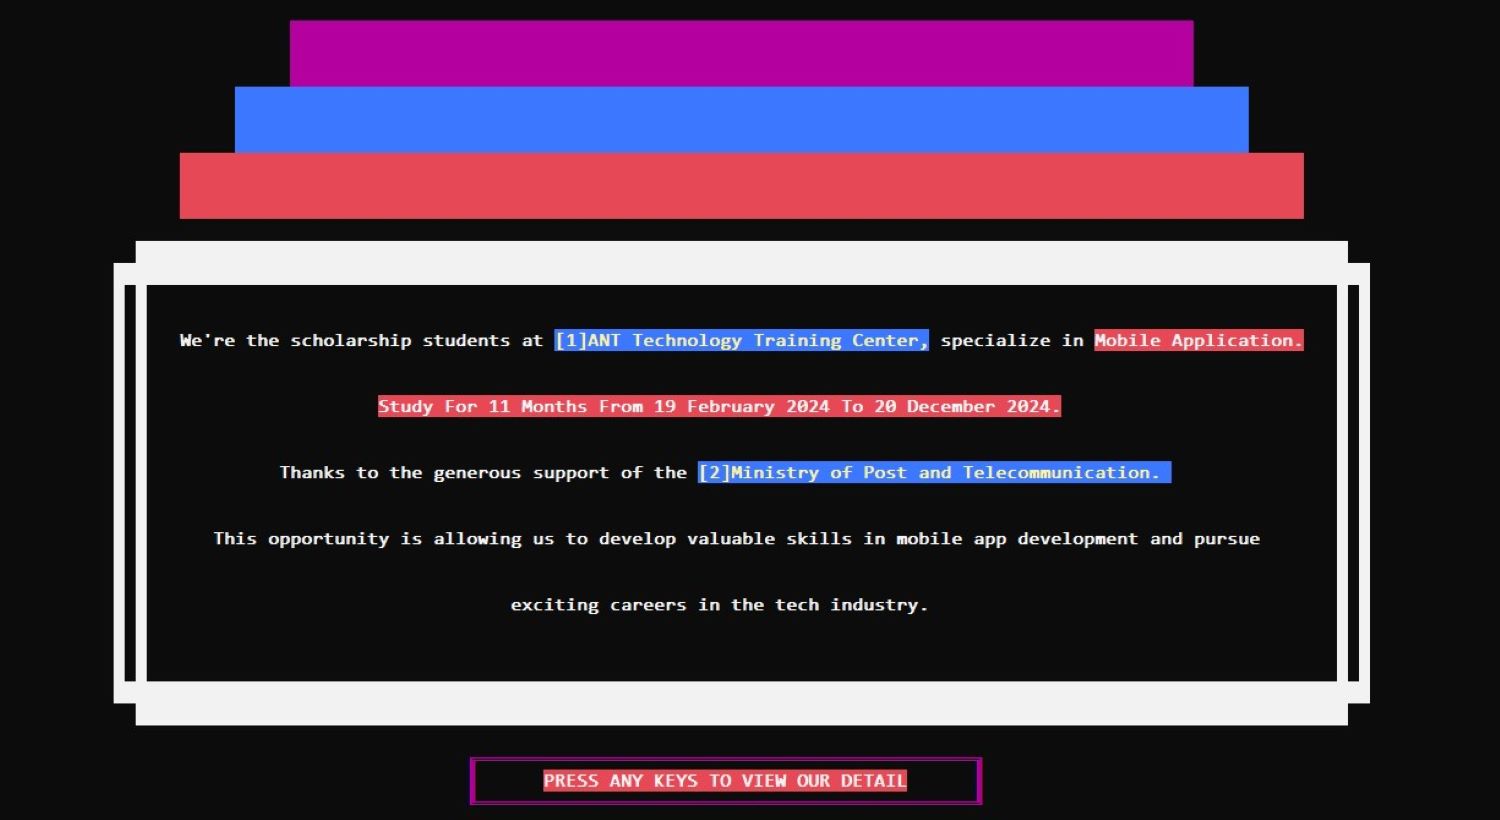 We're the scholarship students at [1]ANT Technology Training Center, specialize in Mobile Application.
Study For 11 Months From 19 February 2024 To 20 December 2024.
Thanks to the generous support of the [2]Ministry of Post and Telecommunication.
This opportunity is allowing us to develop valuable skills in mobile app development and pursue
exciting careers in the tech industry.
PRESS ANY KEYS TO VIEW OUR DETAIL